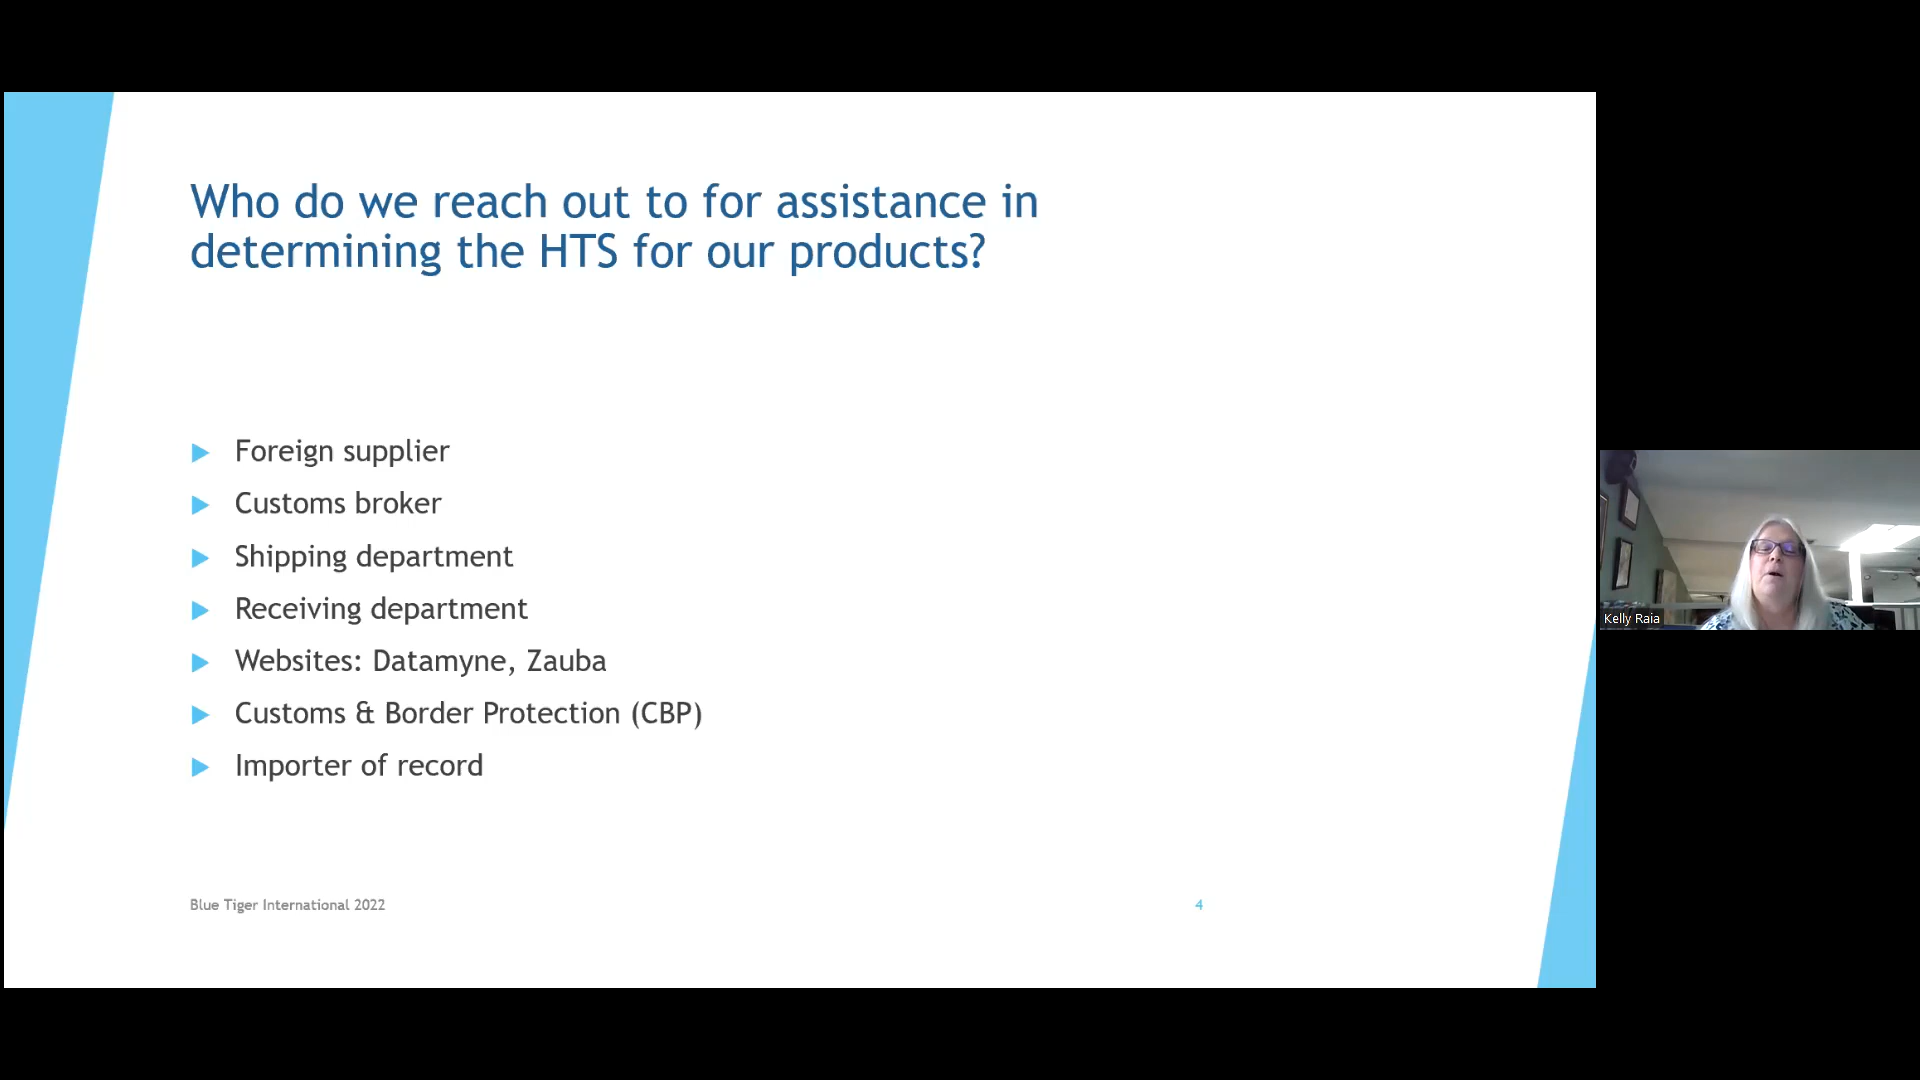 Who do we reach out to for assistance in
determining the HTS for our products?
Foreign supplier
Customs broker
Shipping department
Receiving department
Websites: Datamyne, Zauba
Customs & Border Protection (CBP)
Importer of record
Blue Tiger International 2022
4
Kelly Raia